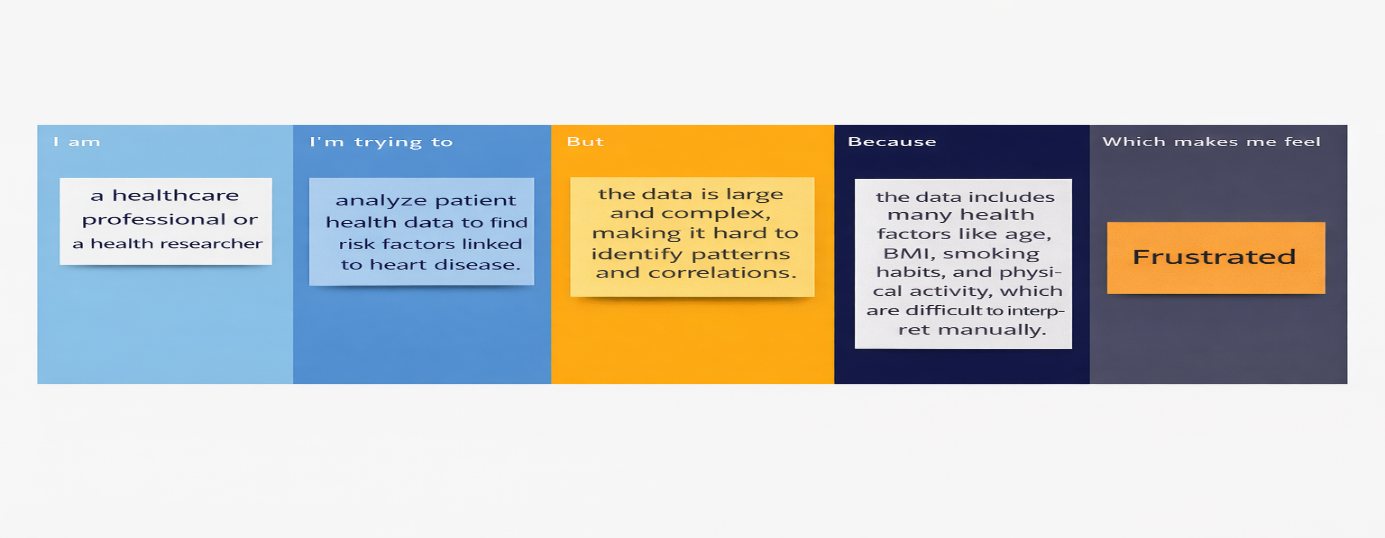 I am
a healthcare
professional or
a health researcher
I'm trying to
analyze patient
health data to find
risk factors linked
to heart disease.
But
the data is large
and complex,
making it hard to
identify patterns
and correlations.
Because
the data includes
many health
factors like age,
BMI, smoking
habits, and physi-
cal activity, which
are difficult to interp-
ret manually.
Which makes me feel
Frustrated